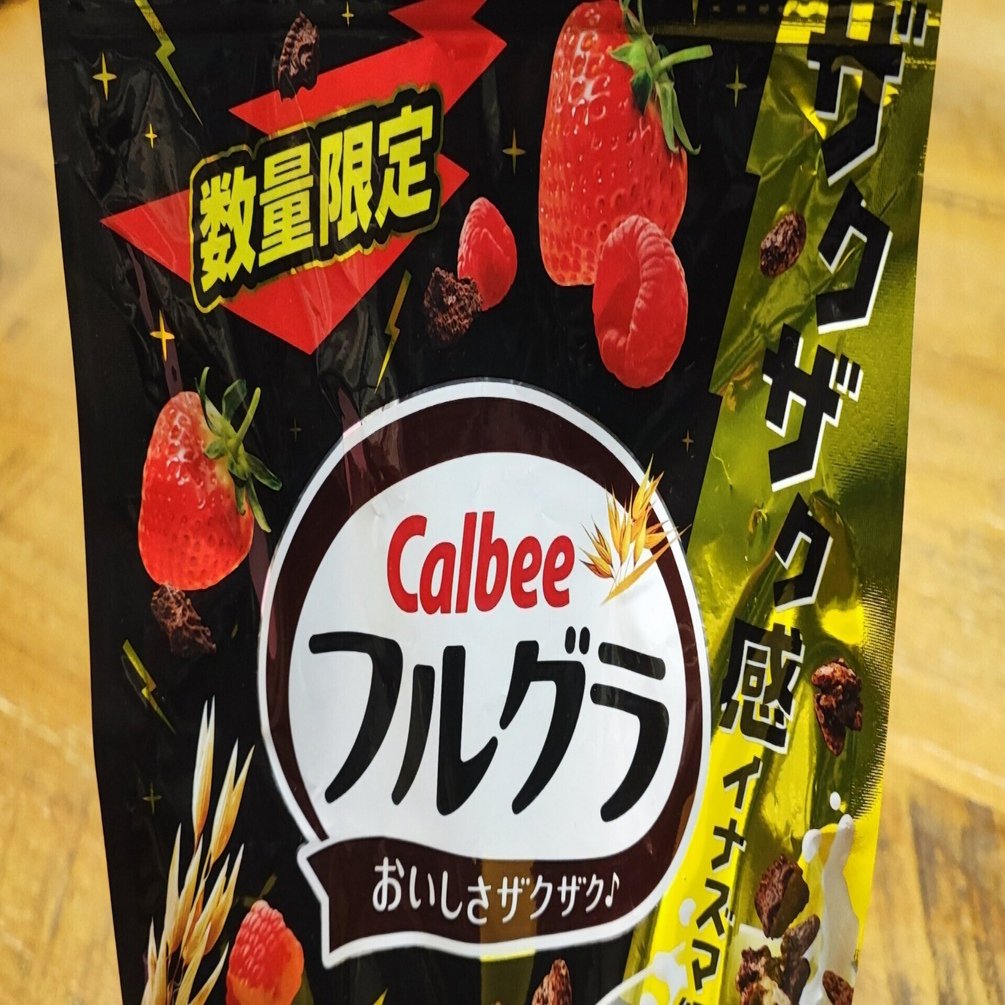 数量限定
ザクザク感
イナズマ
Calbee
フルグラ
おいしさザクザク♪